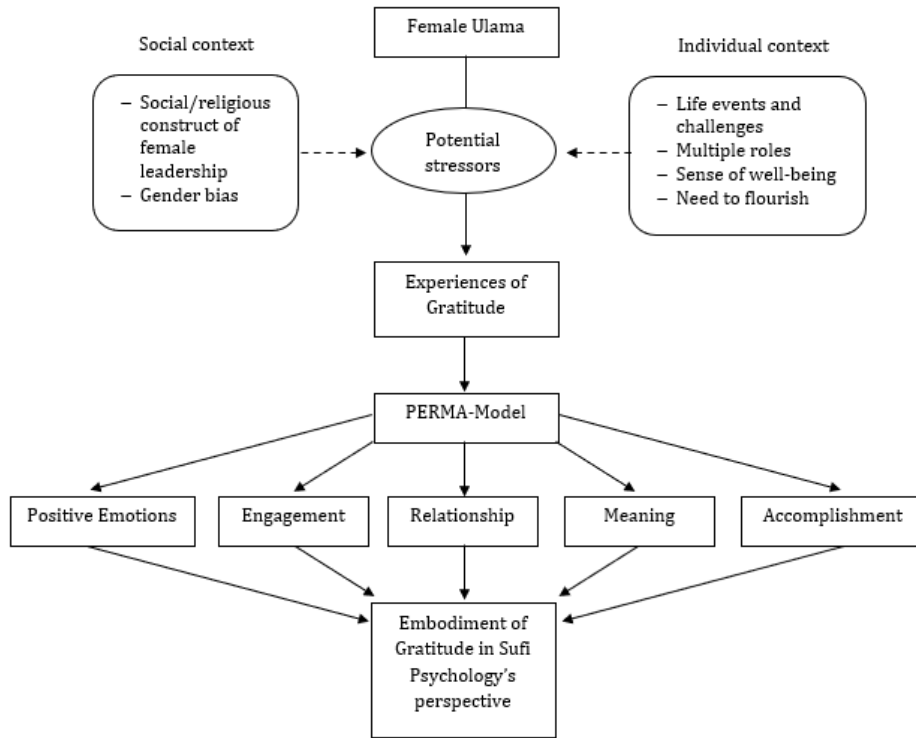 Female Ulama
Social context
Individual context
– Social/religious
construct of
female
leadership
– Gender bias
Potential
stressors
– Life events and
challenges
– Multiple roles
– Sense of well-being
– Need to flourish
Experiences of
Gratitude
PERMA-Model
Positive Emotions
Engagement
Relationship
Meaning
Accomplishment
Embodiment of
Gratitude in Sufi
Psychology's
perspective